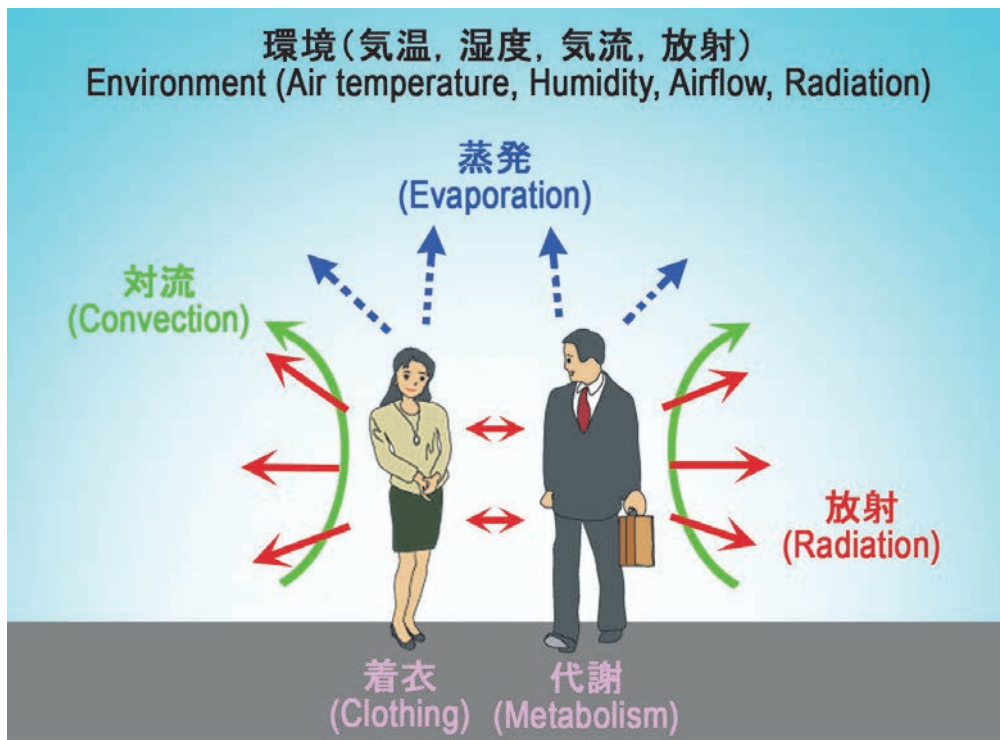 環境（気温，湿度，気流，放射）
Environment (Air temperature, Humidity, Airflow, Radiation)
蒸発
(Evaporation)
対流
(Convection)
放射
(Radiation)
着衣
(Clothing)
代謝
(Metabolism)